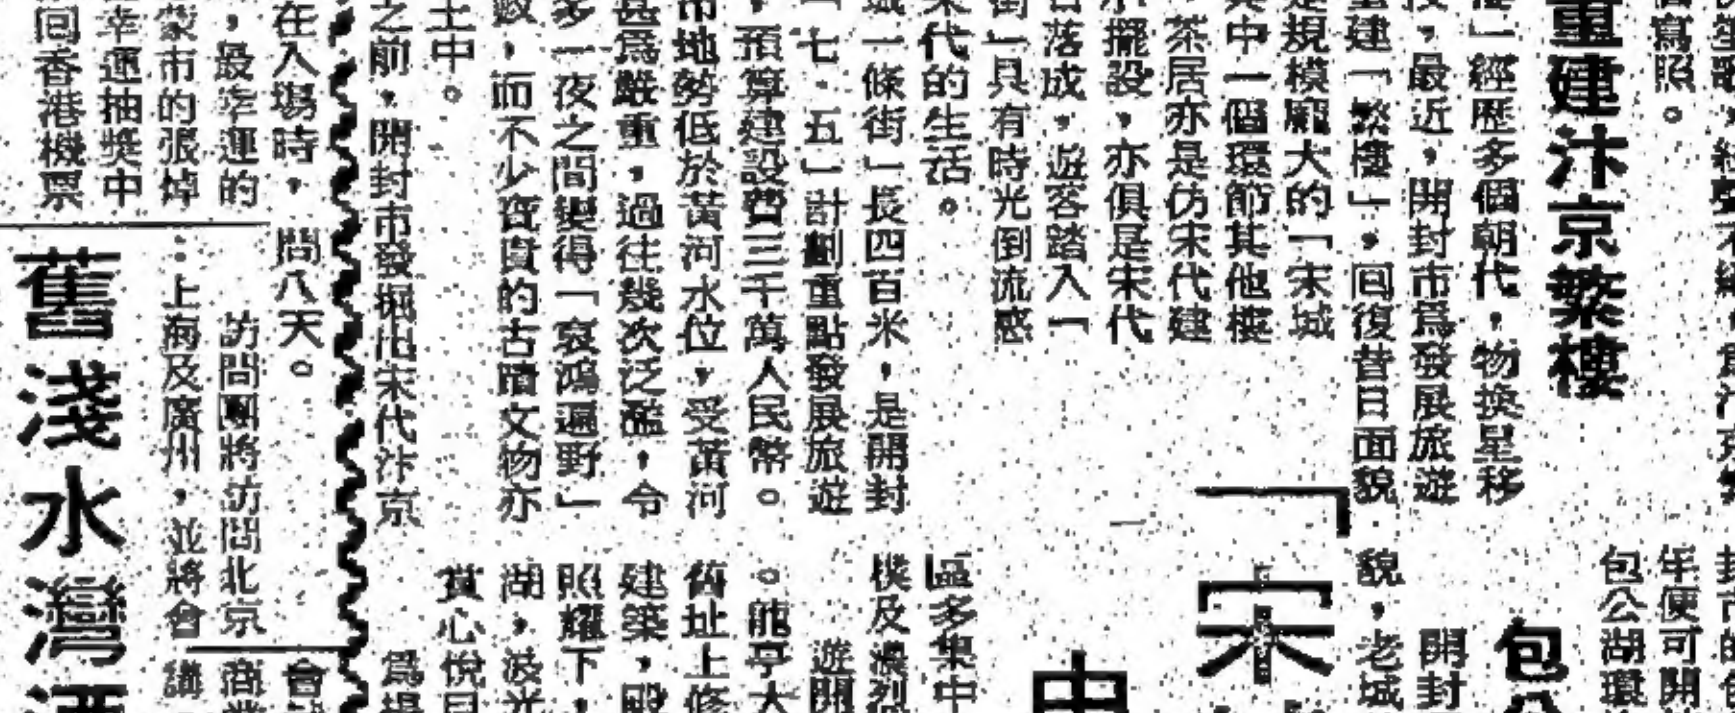 個寫照。
重建汴京繁樓
樓」經歷多個朝代，物換星移
，最近，開封市爲發展旅遊
重建「繁樓」，回復昔日面貌
是規模龐大的「宋城
其中一個環節其他樓
茶居亦是仿宋代建
擺設，亦俱是宋代
落成，遊客踏入「
街」具有時光倒流感
宋代的生活。
城一條街」長四百米，是開封
「七．五」計劃重點發展旅遊
，預算建設費三千萬人民幣。
市地勢低於黃河水位，受黃河
甚爲嚴重，過往幾次泛濫，令
多一夜之間變得「哀鴻遍野」
數，而不少寶貴的古蹟文物亦
土中。
之前，開封市發掘出宋代汴京
年便可開
包公湖環
包公
開封
貌，老城
「宋
中
區多集中
樸及濃烈
遊開
。龍亭大
舊址上修
建築，殿
照耀下，
湖，波光
賞心悅目
爲
在入場時，
，最幸運的
蒙市的張焯
幸運抽獎中
回香港機票
問八天。
訪問團將訪問北京
：上海及廣州，並將會
會
商
講
舊淺水灣酒